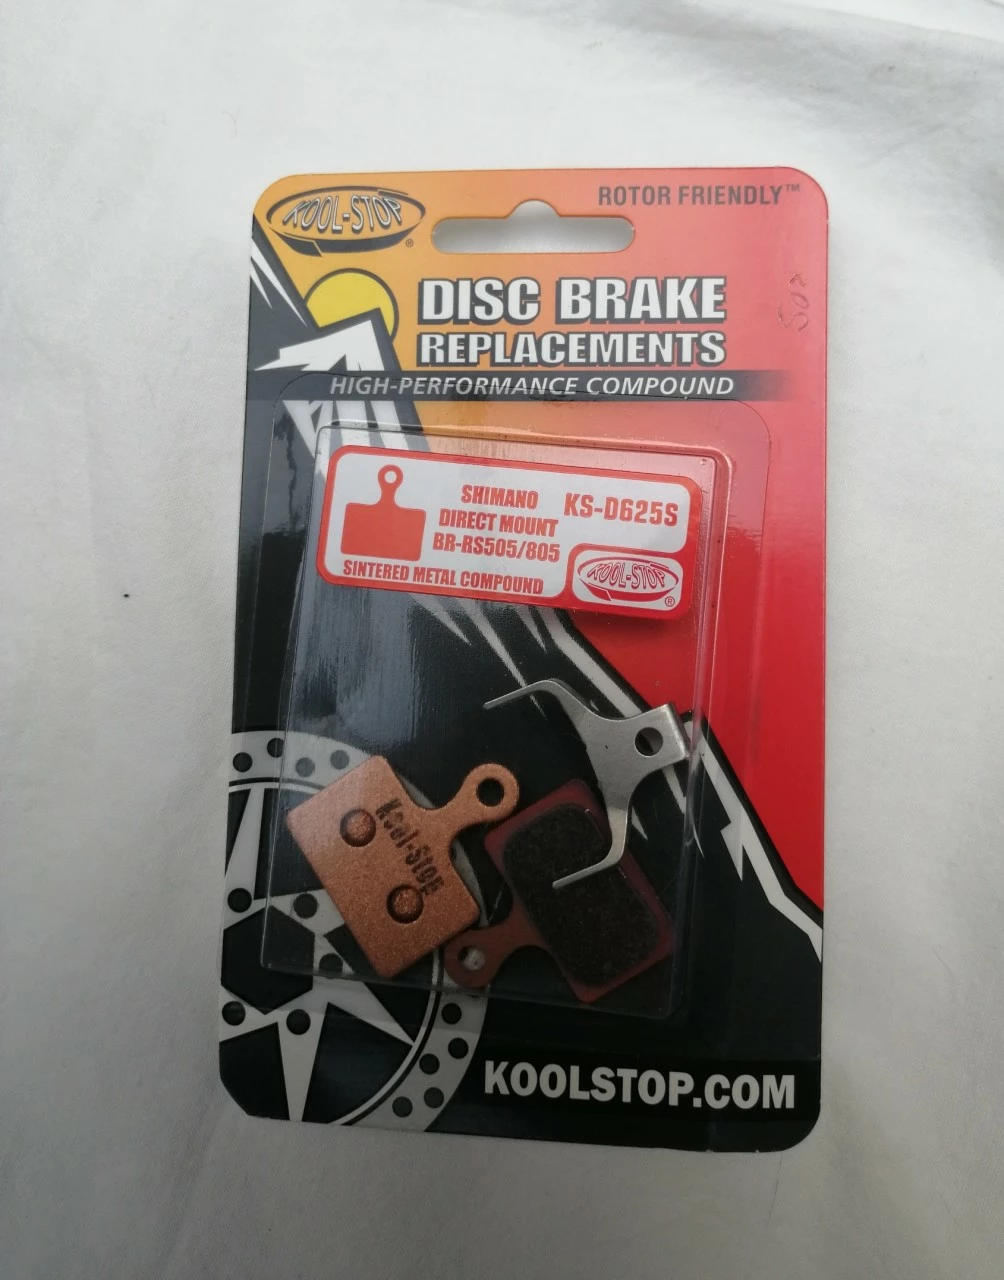 KOOL-STOP®
ROTOR FRIENDLY™
DISC BRAKE
REPLACEMENTS
HIGH-PERFORMANCE COMPOUND
SHIMANO
DIRECT MOUNT
BR-RS505/805
KS-D625S
SINTERED METAL COMPOUND
KOOL-STOP®
Kool-Stop
KOOLSTOP.COM